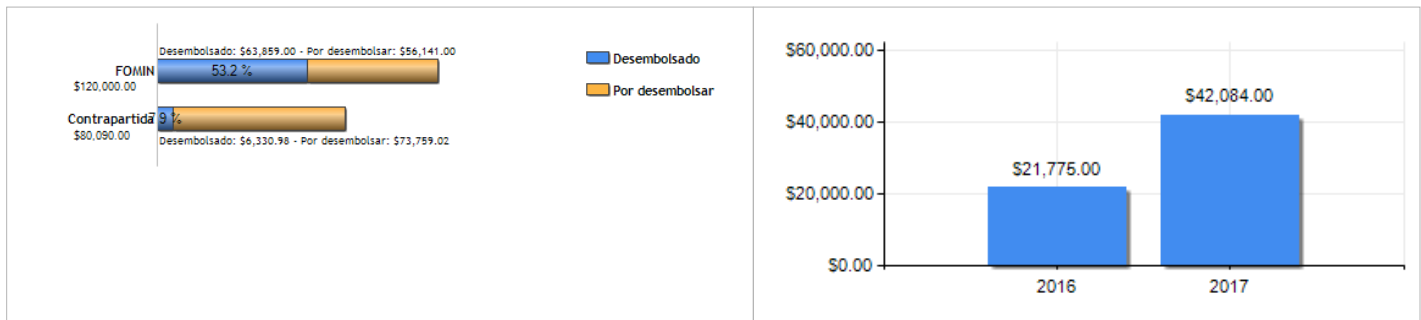 Desembolsado: $63,859.00 - Por desembolsar: $56,141.00
FOMIN
53.2 %
$120,000.00
Contrapartida
7.9 %
$80,090.00
Desembolsado: $6,330.98 - Por desembolsar: $73,759.02
Desembolsado
Por desembolsar
$60,000.00
$40,000.00
$20,000.00
$0.00
$21,775.00
$42,084.00
2016
2017